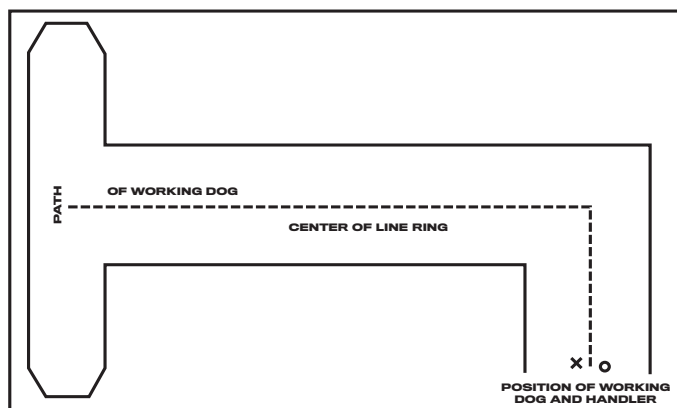 PATH
OF WORKING DOG
CENTER OF LINE RING
POSITION OF WORKING
DOG AND HANDLER